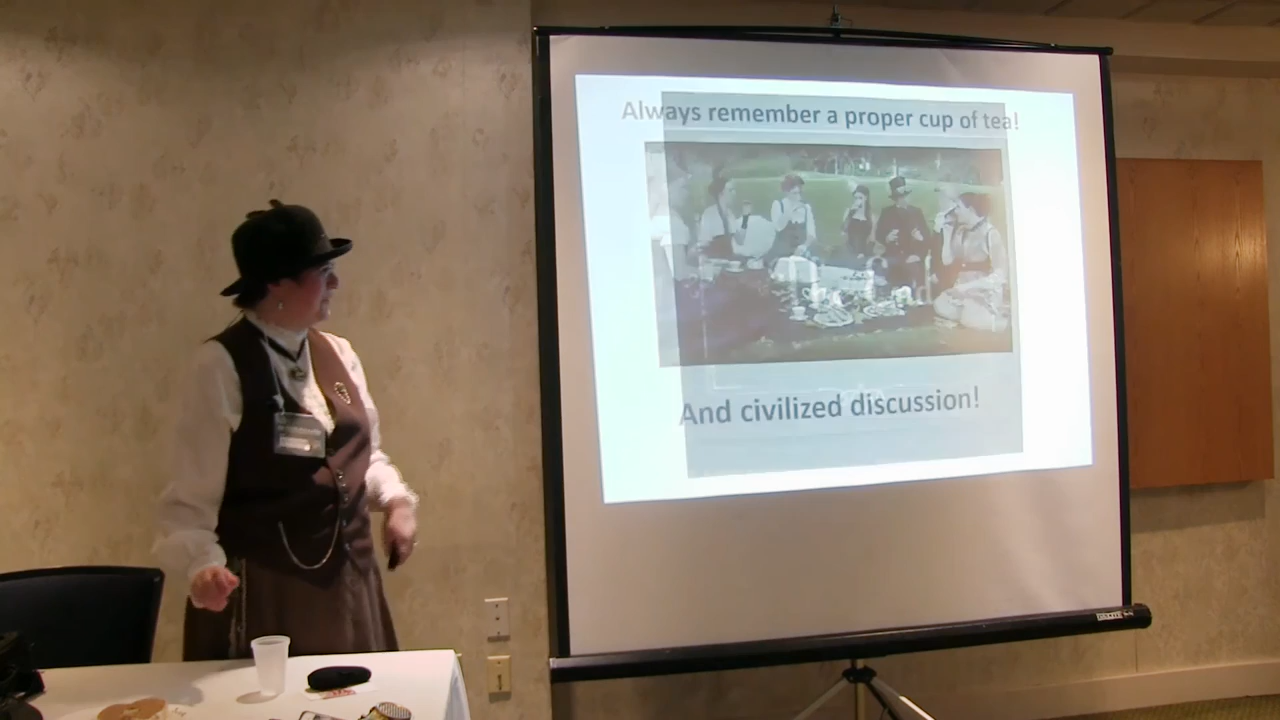 Always remember a proper cup of tea!
And civilized discussion!